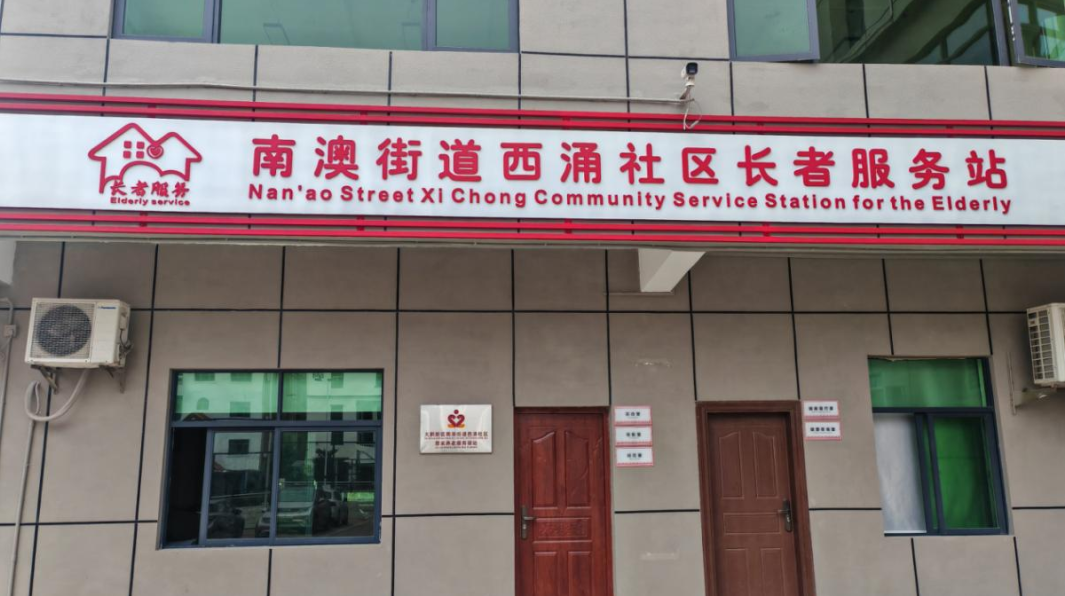 南澳街道西涌社区长者服务站
Nan'ao Street Xi Chong Community Service Station for the Elderly
长者服务
Elderly service